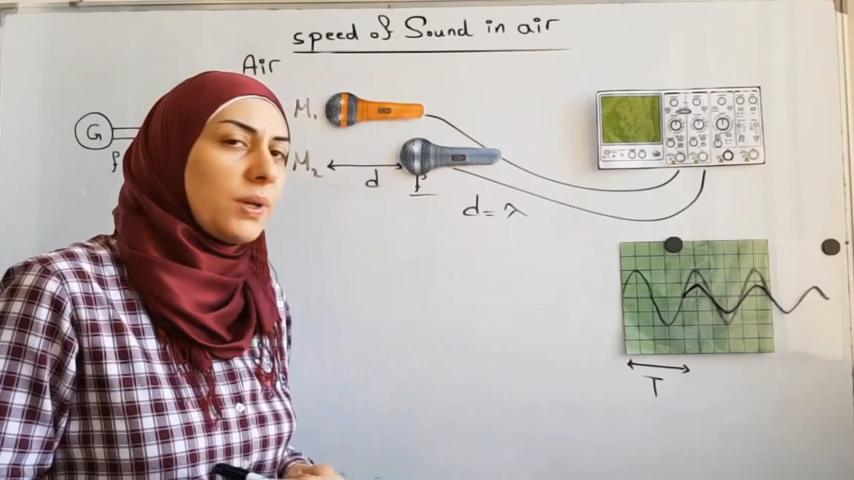 speed of Sound in air
Air
G
f
M₁
M₂
d
f
d = λ
T